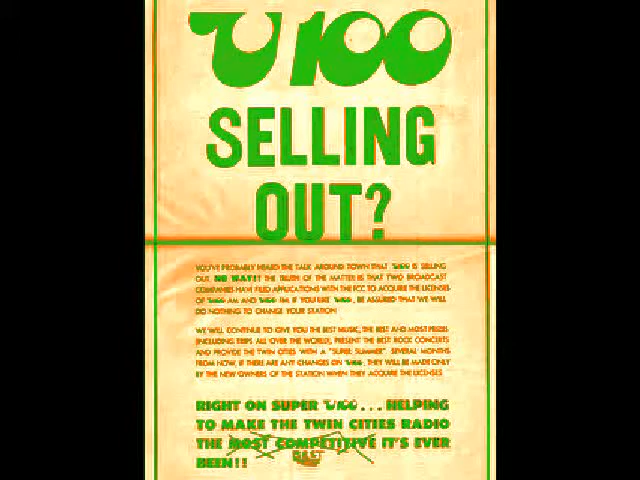 U100
SELLING
OUT?
YOU'VE PROBABLY HEARD THE TALK AROUND TOWN THAT U100 IS SELLING
OUT. NO WAY!! THE TRUTH OF THE MATTER IS THAT TWO BROADCAST
COMPANIES HAVE FILED APPLICATIONS WITH THE FCC TO ACQUIRE THE LICENSES
OF U100 AM AND U100 FM. IF YOU LIKE U100, BE ASSURED THAT WE WILL
DO NOTHING TO CHANGE YOUR STATION!
WE WILL CONTINUE TO GIVE YOU THE BEST MUSIC, THE BEST AND MOST PRIZES
(INCLUDING TRIPS ALL OVER THE WORLD), PRESENT THE BEST ROCK CONCERTS
AND PROVIDE THE TWIN CITIES WITH A "SUPER SUMMER". SEVERAL MONTHS
FROM NOW, IF THERE ARE ANY CHANGES ON U100, THEY WILL BE MADE ONLY
BY THE NEW OWNERS OF THE STATION WHEN THEY ACQUIRE THE LICENSES.
RIGHT ON SUPER U100... HELPING
TO MAKE THE TWIN CITIES RADIO
THE MOST COMPETITIVE IT'S EVER
BEST
BEEN!!